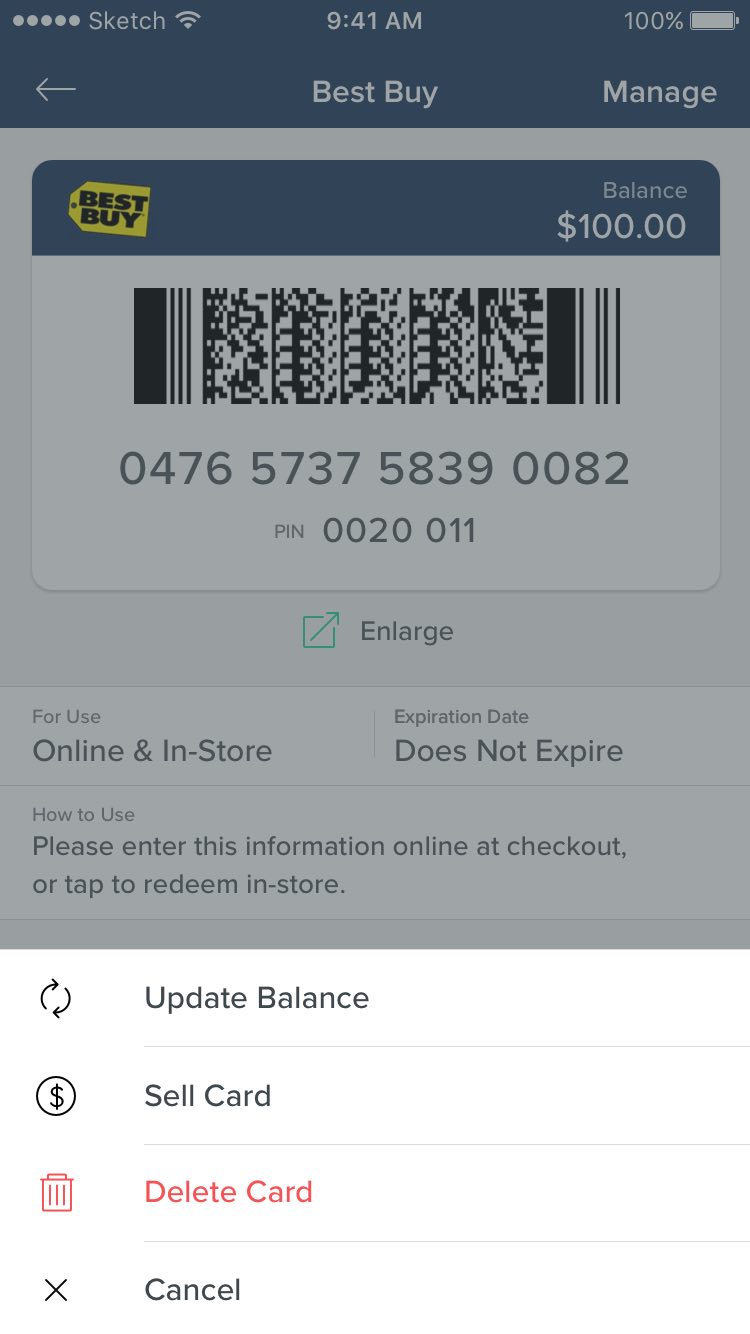 Sketch
9:41 AM
100%
Best Buy
Manage
BEST
BUY
Balance
$100.00
0476 5737 5839 0082
PIN 0020 011
Enlarge
For Use
Online & In-Store
Expiration Date
Does Not Expire
How to Use
Please enter this information online at checkout,
or tap to redeem in-store.
Update Balance
$
Sell Card
Delete Card
Cancel